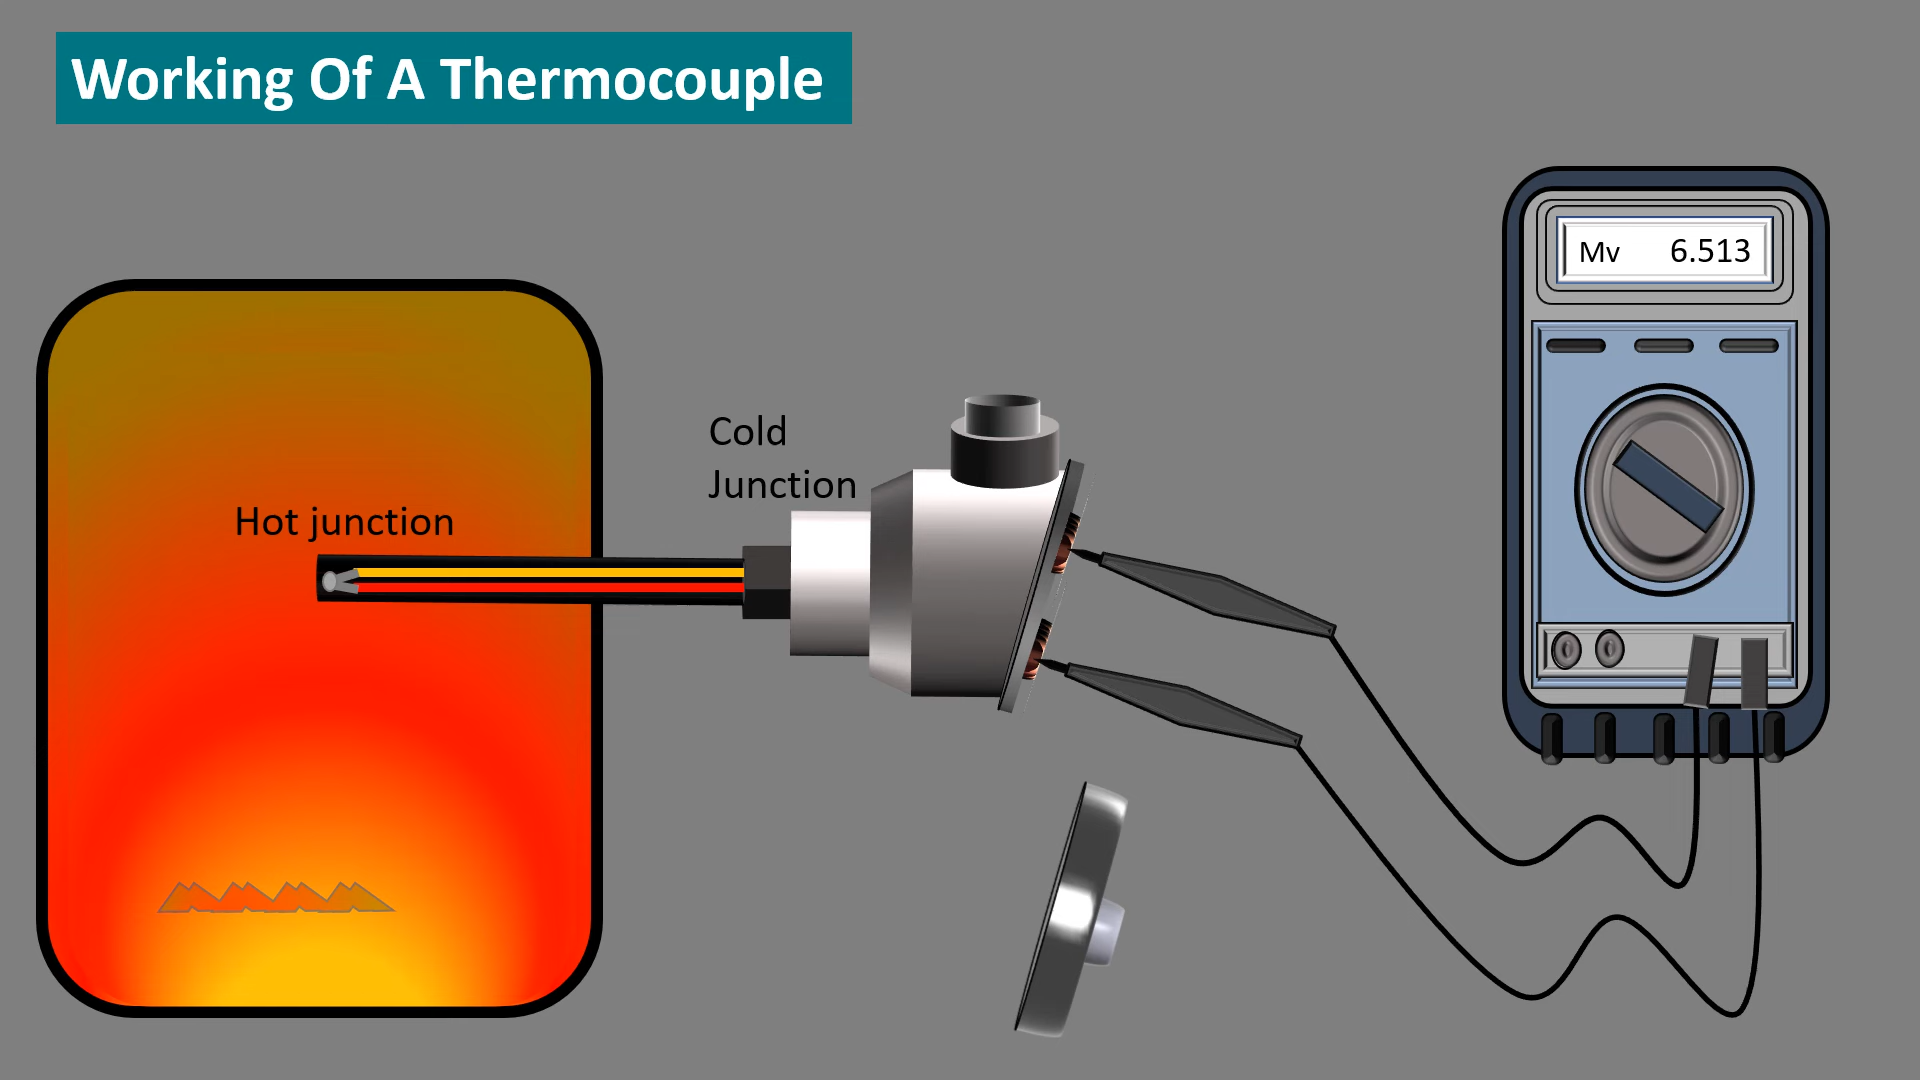 Working Of A Thermocouple
Mv 6.513
Cold
Junction
Hot junction